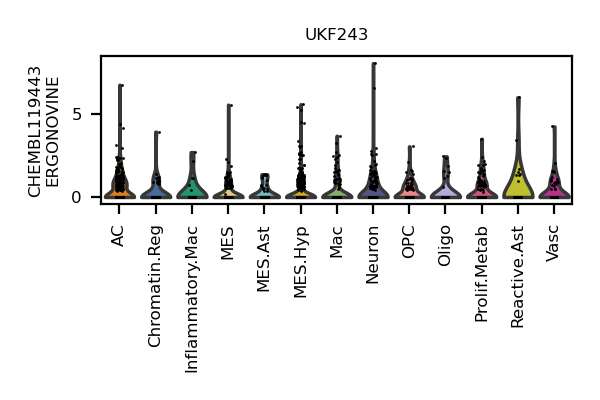 UKF243
CHEMBL119443
ERGONOVINE
5
0
AC
Chromatin.Reg
Inflammatory.Mac
MES
MES.Ast
MES.Hyp
Mac
Neuron
OPC
Oligo
Prolif.Metab
Reactive.Ast
Vasc